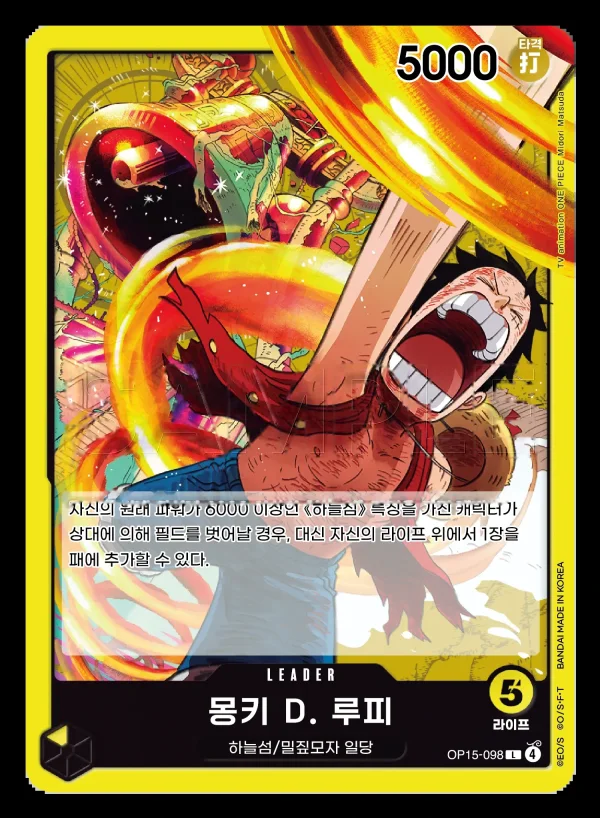 5000
타격
打
TV animation ONE PIECE Midori Matsuda
SAMPLE
자신의 원래 파워가 6000 이상인 《하늘섬》 특징을 가진 캐릭터가
상대에 의해 필드를 벗어날 경우, 대신 자신의 라이프 위에서 1장을
패에 추가할 수 있다.
LEADER
몽키 D. 루피
하늘섬/밀짚모자 일당
5
라이프
OP15-098 L 4
©EO/S ©O/S•F•T BANDAI MADE IN KOREA